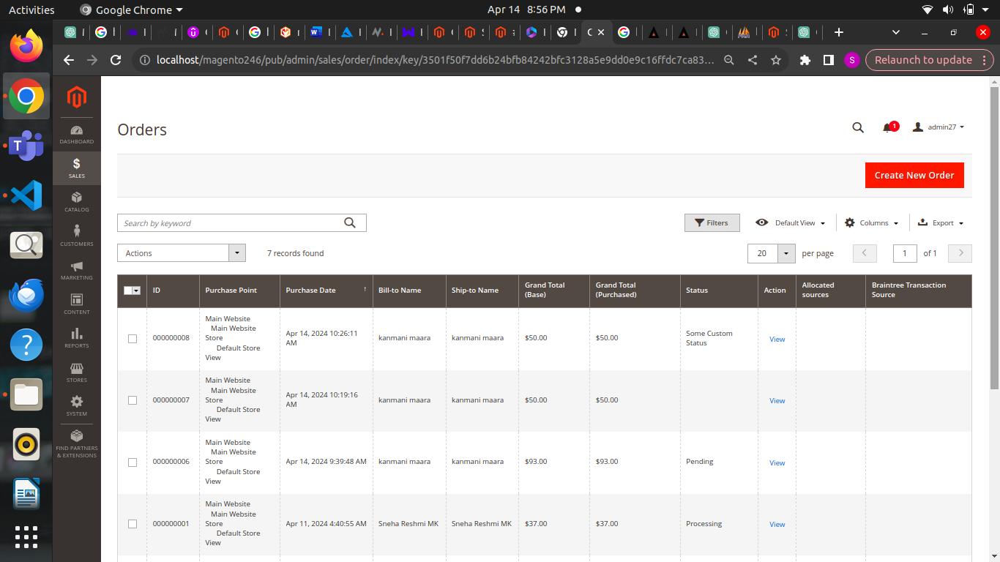 Activities
Google Chrome
Apr 14 8:56 PM
localhost/magento246/pub/admin/sales/order/index/key/3501f50f7dd6b24bfb84242bfc3128a5e9dd0e9c16ffdc7ca83...
S
Relaunch to update
DASHBOARD
SALES
CATALOG
CUSTOMERS
MARKETING
CONTENT
REPORTS
STORES
SYSTEM
FIND PARTNERS
& EXTENSIONS
Orders
1
admin27
Create New Order
Search by keyword
Filters
Default View
Columns
Export
Actions
7 records found
20
per page
1
of 1
ID
Purchase Point
Purchase Date
↑
Bill-to Name
Ship-to Name
Grand Total
(Base)
Grand Total
(Purchased)
Status
Action
Allocated
sources
Braintree Transaction
Source
000000008
Main Website
Main Website
Store
Default Store
View
Apr 14, 2024 10:26:11
AM
kanmani maara
kanmani maara
$50.00
$50.00
Some Custom
Status
View
000000007
Main Website
Main Website
Store
Default Store
View
Apr 14, 2024 10:19:16
AM
kanmani maara
kanmani maara
$50.00
$50.00
View
000000006
Main Website
Main Website
Store
Default Store
View
Apr 14, 2024 9:39:48 AM
kanmani maara
kanmani maara
$93.00
$93.00
Pending
View
000000001
Main Website
Main Website
Store
Default Store
View
Apr 11, 2024 4:40:55 AM
Sneha Reshmi MK
Sneha Reshmi MK
$37.00
$37.00
Processing
View